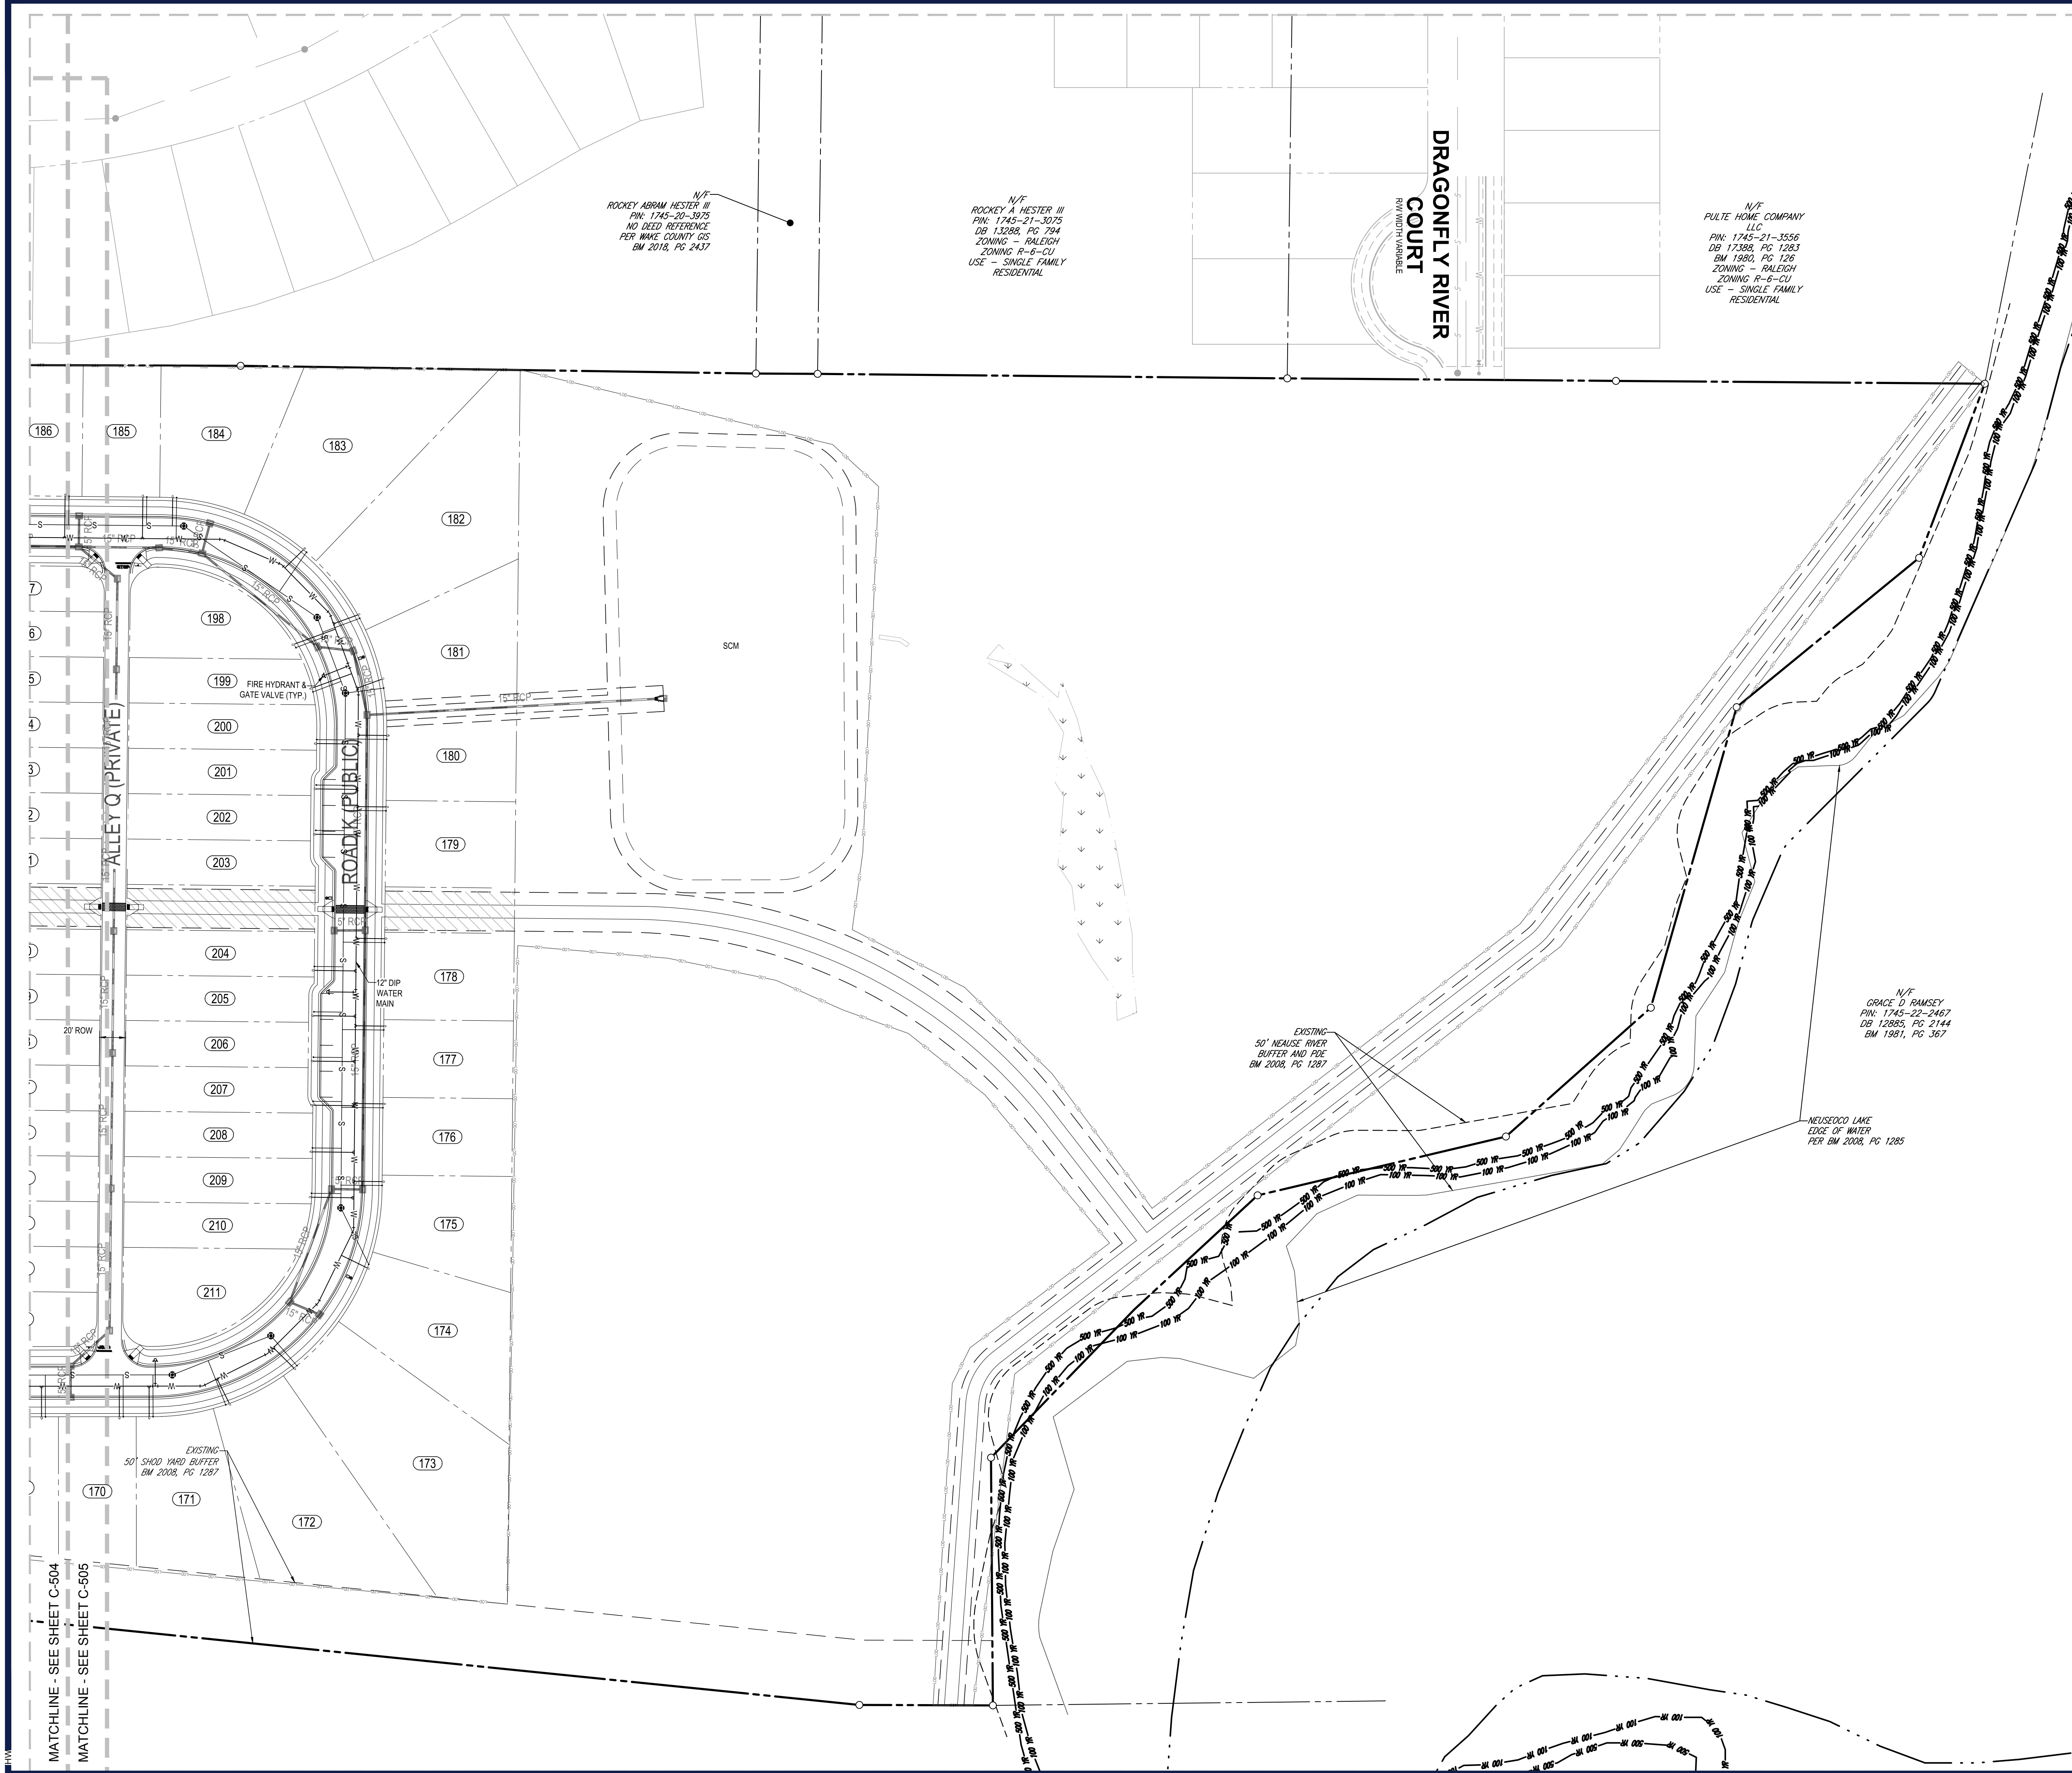 N/F
ROCKEY ABRAM HESTER III
PIN: 1745-20-3975
NO DEED REFERENCE
PER WAKE COUNTY GIS
BM 2018, PG 2437
N/F
ROCKEY A HESTER III
PIN: 1745-21-3075
DB 13288, PG 794
ZONING - RALEIGH
ZONING R-6-CU
USE - SINGLE FAMILY
RESIDENTIAL
DRAGONFLY RIVER
COURT
R/W WIDTH VARIABLE
N/F
PULTE HOME COMPANY
LLC
PIN: 1745-21-3556
DB 17388, PG 1283
BM 1980, PG 126
ZONING - RALEIGH
ZONING R-6-CU
USE - SINGLE FAMILY
RESIDENTIAL
186
185
184
183
182
181
180
179
178
177
176
175
174
173
172
171
170
198
199
200
201
202
203
204
205
206
207
208
209
210
211
FIRE HYDRANT &
GATE VALVE (TYP.)
ALLEY Q (PRIVATE)
ROAD K (PUBLIC)
15" RCP
SCM
12" DIP
WATER
MAIN
20' ROW
EXISTING
50' NEAUSE RIVER
BUFFER AND PDE
BM 2008, PG 1287
N/F
GRACE D RAMSEY
PIN: 1745-22-2467
DB 12885, PG 2144
BM 1981, PG 367
NEUSEOCO LAKE
EDGE OF WATER
PER BM 2008, PG 1285
500 YR
100 YR
EXISTING
50' SHOD YARD BUFFER
BM 2008, PG 1287
MATCHLINE - SEE SHEET C-504
MATCHLINE - SEE SHEET C-505